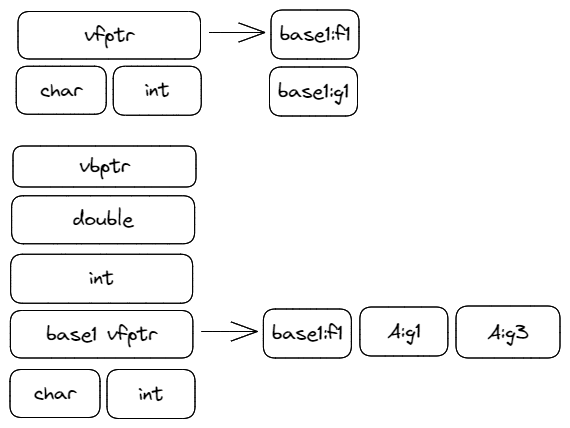 vfptr base1:f1
char int base1:g1
vbptr
double
int
base1 vfptr base1:f1 A:g1 A:g3
char int